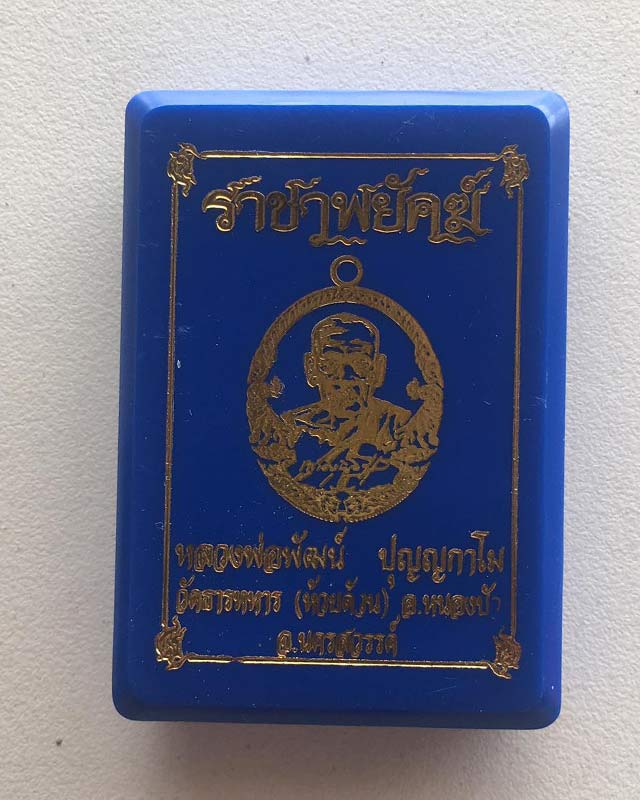 ราชาพยัคฆ์
หลวงพ่อพัฒน์ ปุญญกาโม
วัดธารทหาร (ห้วยด้วน) อ.หนองบัว
จ.นครสวรรค์